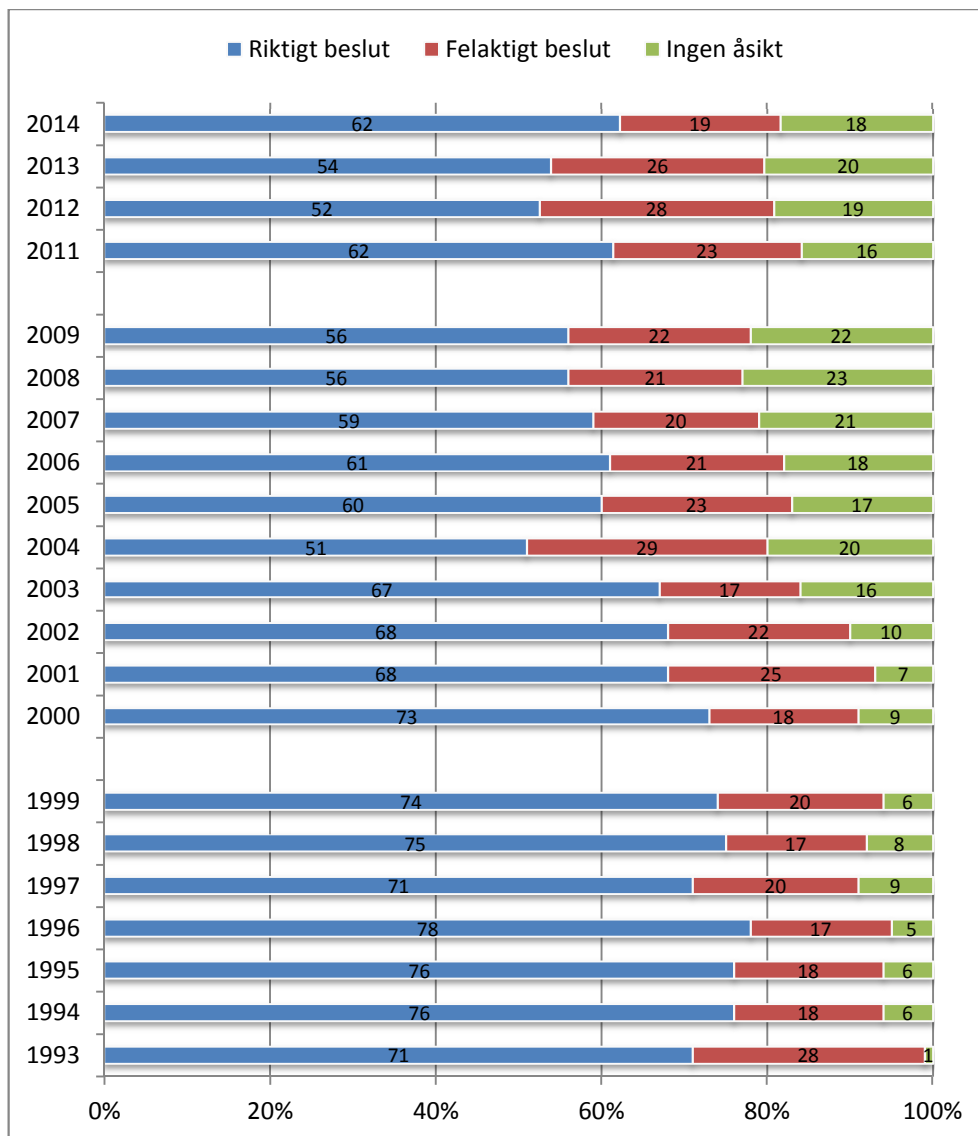 Riktigt beslut Felaktigt beslut Ingen åsikt
2014 62 19 18
2013 54 26 20
2012 52 28 19
2011 62 23 16
2009 56 22 22
2008 56 21 23
2007 59 20 21
2006 61 21 18
2005 60 23 17
2004 51 29 20
2003 67 17 16
2002 68 22 10
2001 68 25 7
2000 73 18 9
1999 74 20 6
1998 75 17 8
1997 71 20 9
1996 78 17 5
1995 76 18 6
1994 76 18 6
1993 71 28 1
0% 20% 40% 60% 80% 100%